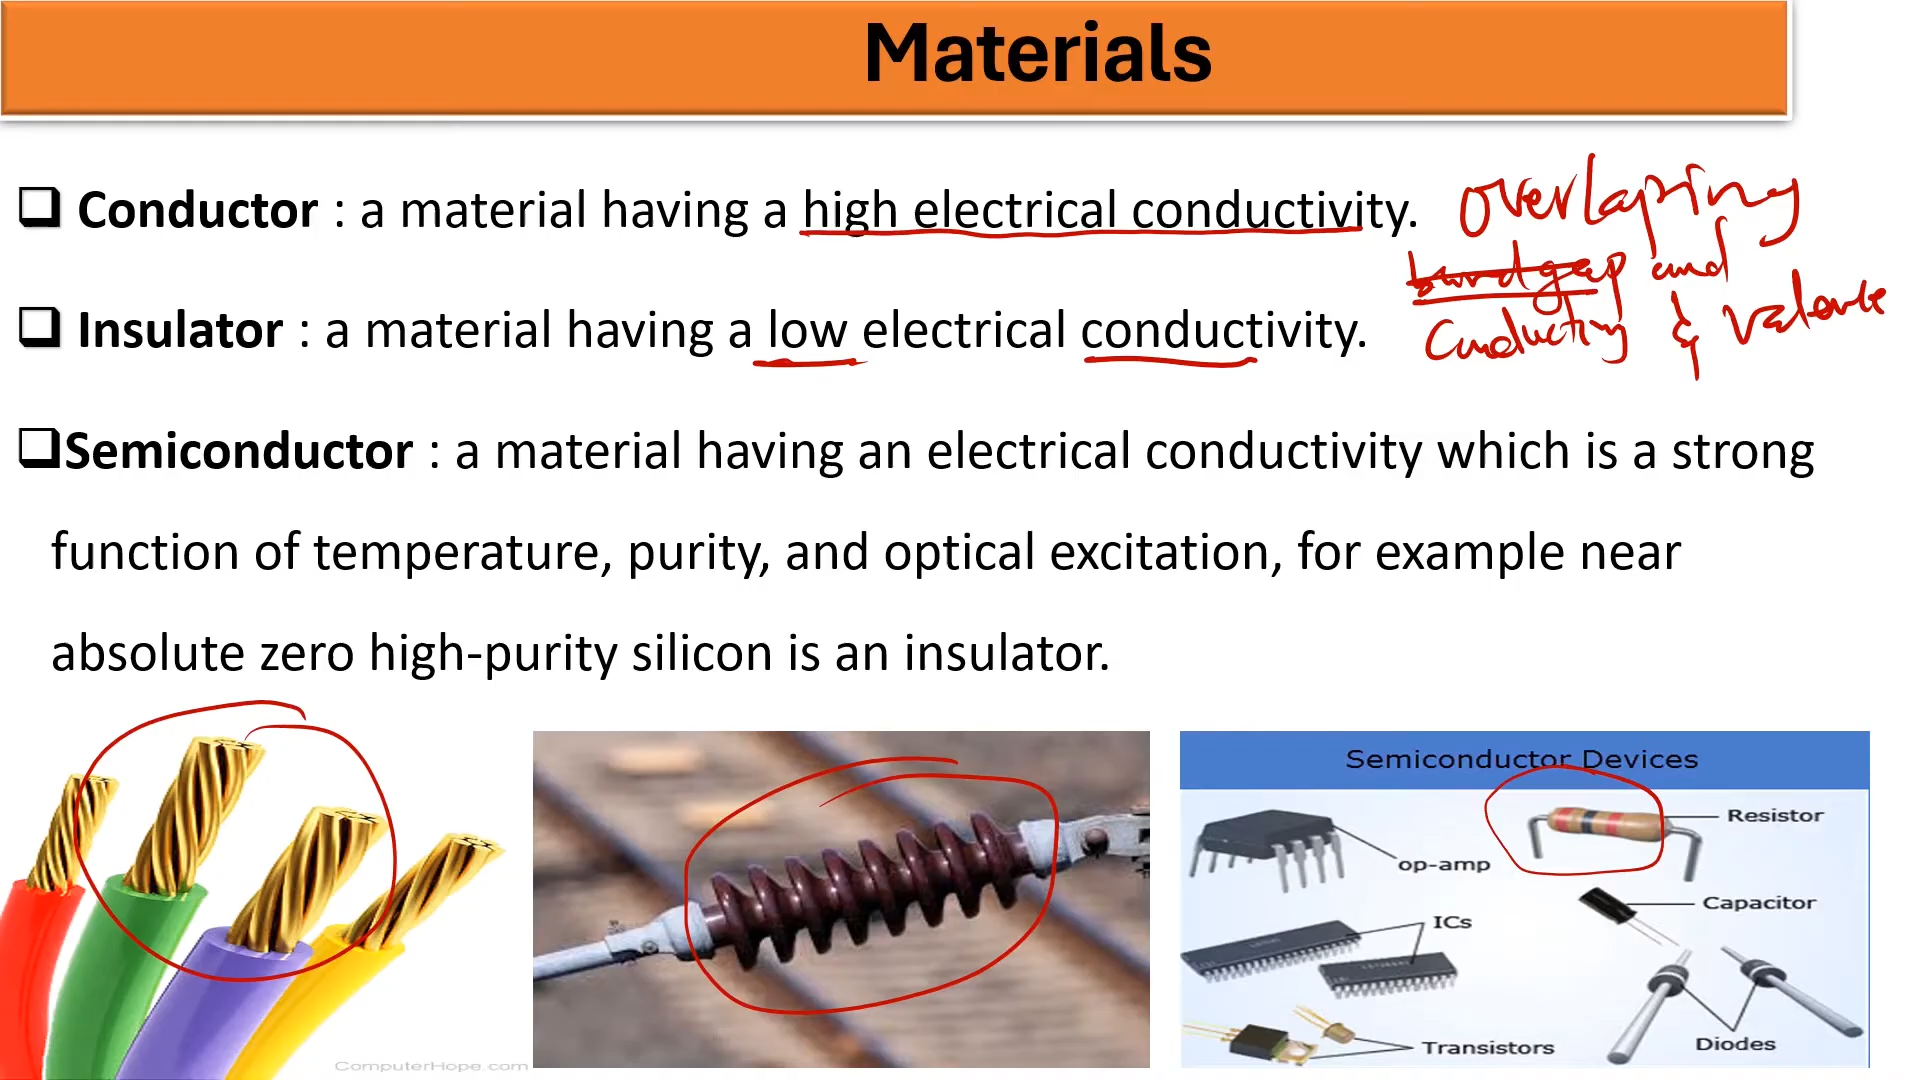 Materials
❑ Conductor : a material having a high electrical conductivity.
overlaping
bandgap and
❑ Insulator : a material having a low electrical conductivity.
Conducting & valance
❑Semiconductor : a material having an electrical conductivity which is a strong
function of temperature, purity, and optical excitation, for example near
absolute zero high-purity silicon is an insulator.
Semiconductor Devices
Resistor
op-amp
Capacitor
ICs
Transistors
Diodes
ComputerHope.com